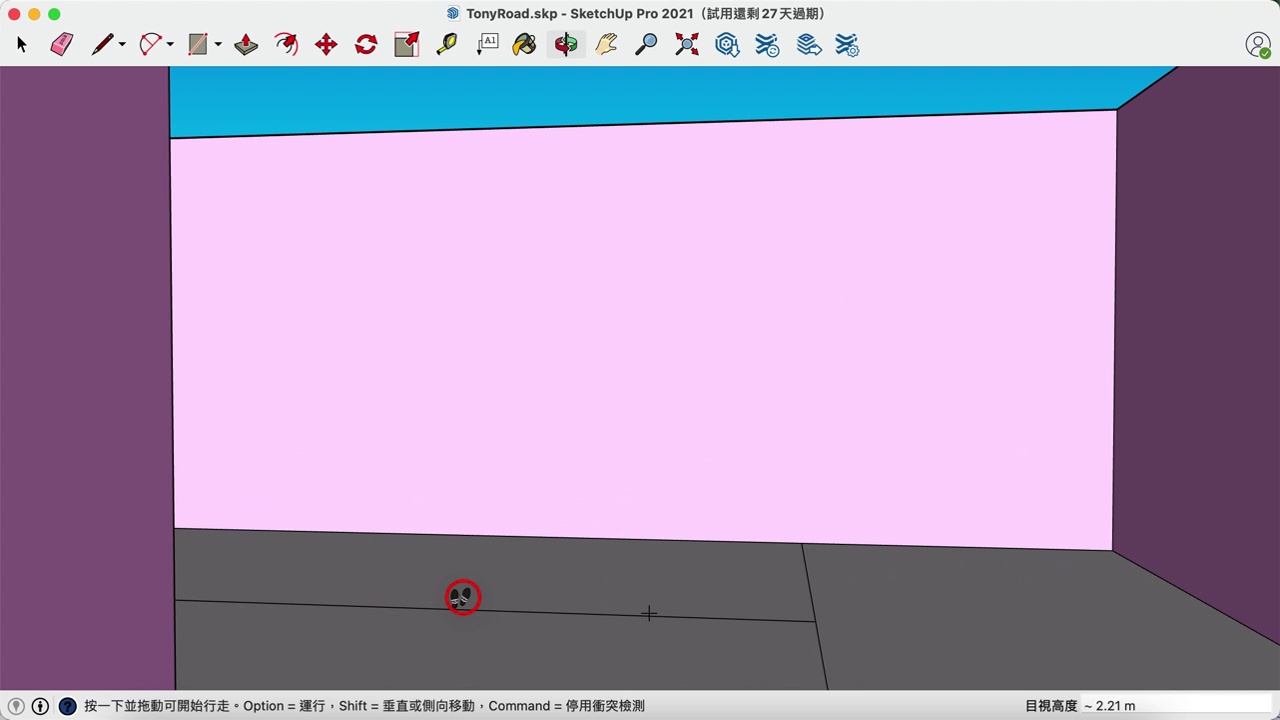 TonyRoad.skp - SketchUp Pro 2021（試用還剩27天過期）
A1
按一下並拖動可開始行走。Option = 運行，Shift = 垂直或側向移動，Command = 停用衝突檢測
目視高度 ~ 2.21 m